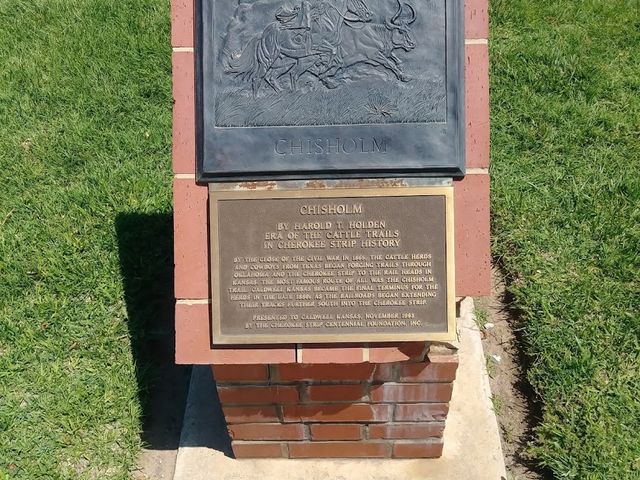 CHISHOLM
CHISHOLM
BY HAROLD T. HOLDEN
ERA OF THE CATTLE TRAILS
IN CHEROKEE STRIP HISTORY
BY THE CLOSE OF THE CIVIL WAR IN 1865, THE CATTLE HERDS
AND COWBOYS FROM TEXAS BEGAN FORGING TRAILS THROUGH
OKLAHOMA AND THE CHEROKEE STRIP TO THE RAIL HEADS IN
KANSAS. THE MOST FAMOUS ROUTE OF ALL WAS THE CHISHOLM
TRAIL. CALDWELL KANSAS BECAME THE FINAL TERMINUS FOR THE
HERDS IN THE LATE 1880s, AS THE RAILROADS BEGAN EXTENDING
THEIR TRACKS FURTHER SOUTH INTO THE CHEROKEE STRIP.
PRESENTED TO CALDWELL KANSAS, NOVEMBER 1993
BY THE CHEROKEE STRIP CENTENNIAL FOUNDATION, INC.